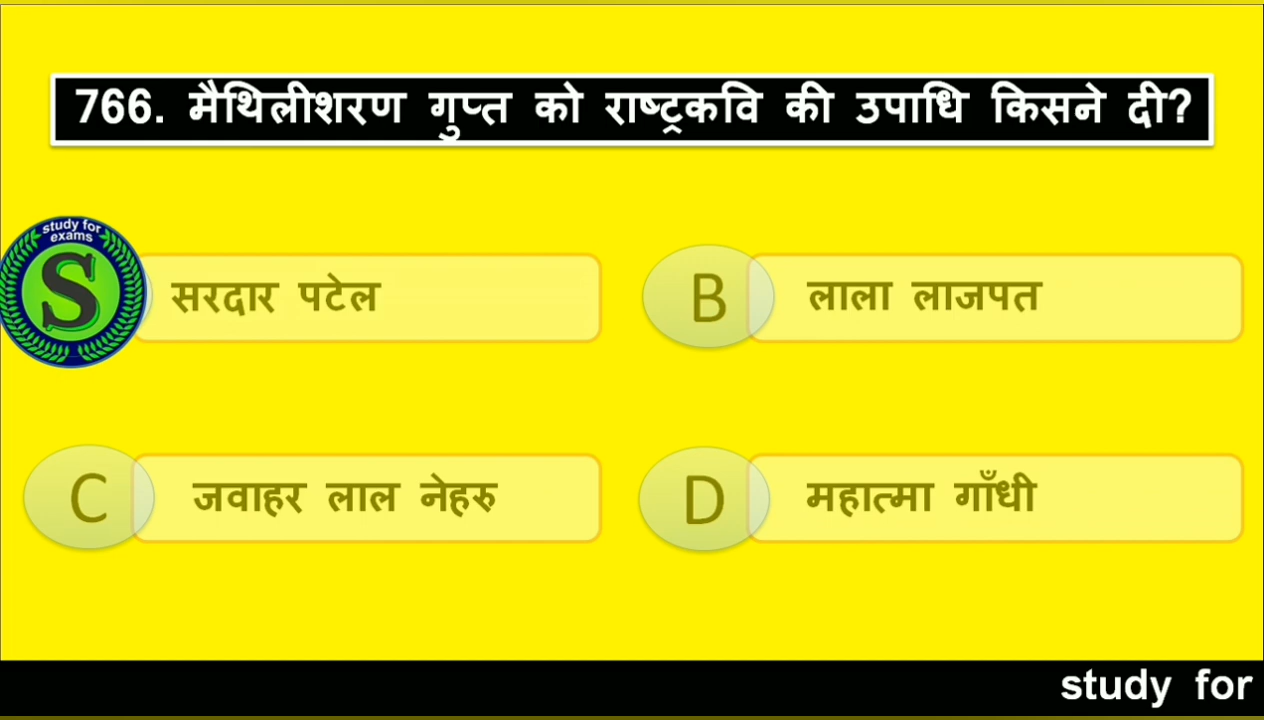 766. मैथिलीशरण गुप्त को राष्ट्रकवि की उपाधि किसने दी?
study for
exams
S
सरदार पटेल
B
लाला लाजपत
C
जवाहर लाल नेहरु
D
महात्मा गाँधी
study for